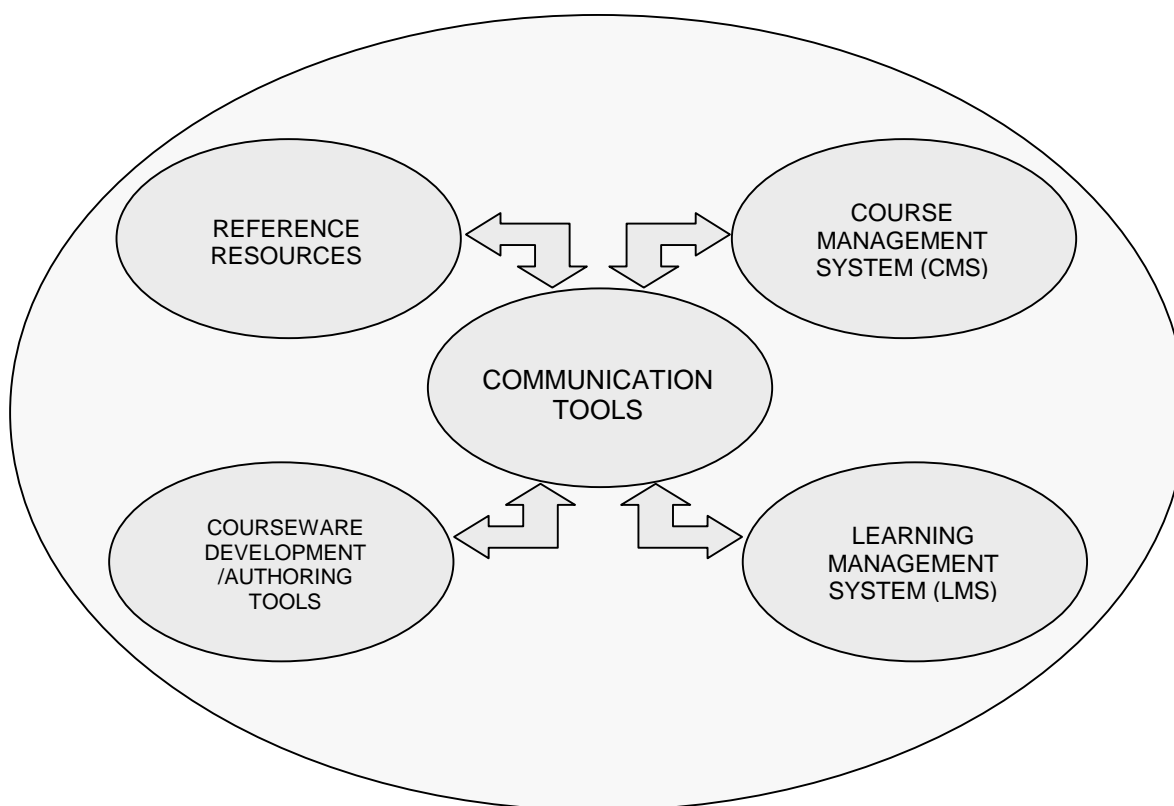 REFERENCE
RESOURCES
COURSE
MANAGEMENT
SYSTEM (CMS)
COMMUNICATION
TOOLS
COURSEWARE
DEVELOPMENT
/AUTHORING
TOOLS
LEARNING
MANAGEMENT
SYSTEM (LMS)